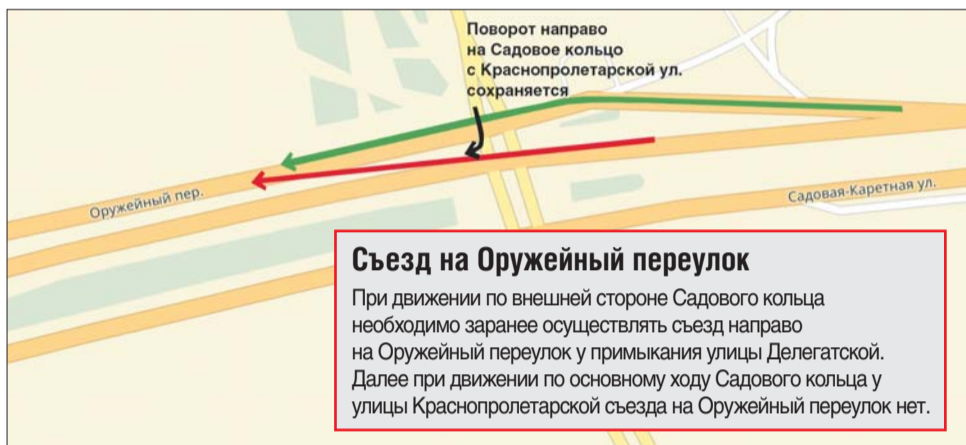 Поворот направо
на Садовое кольцо
с Краснопролетарской ул.
сохраняется
Оружейный пер.
Садовая-Каретная ул.
Съезд на Оружейный переулок
При движении по внешней стороне Садового кольца
необходимо заранее осуществлять съезд направо
на Оружейный переулок у примыкания улицы Делегатской.
Далее при движении по основному ходу Садового кольца у
улицы Краснопролетарской съезда на Оружейный переулок нет.